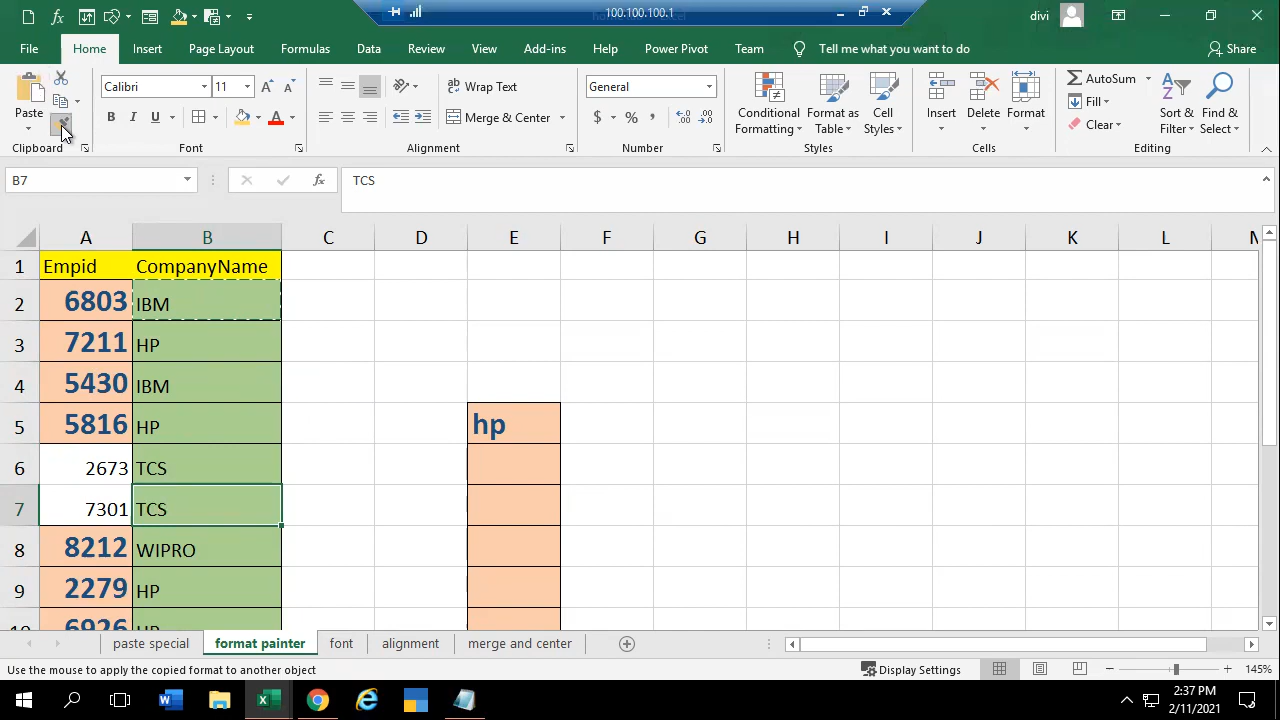 100.100.100.1
divi
File Home Insert Page Layout Formulas Data Review View Add-ins Help Power Pivot Team Tell me what you want to do Share
Paste
Calibri 11
B I U A
Wrap Text
Merge & Center
General
$ % ,
Conditional Formatting
Format as Table
Cell Styles
Insert Delete Format
AutoSum
Fill
Clear
Sort & Filter
Find & Select
Clipboard Font Alignment Number Styles Cells Editing
B7 fx TCS
A B C D E F G H I J K L
1 Empid CompanyName
2 6803 IBM
3 7211 HP
4 5430 IBM
5 5816 HP hp
6 2673 TCS
7 7301 TCS
8 8212 WIPRO
9 2279 HP
10 6926 HP
paste special format painter font alignment merge and center
Use the mouse to apply the copied format to another object Display Settings 145%
2:37 PM
2/11/2021